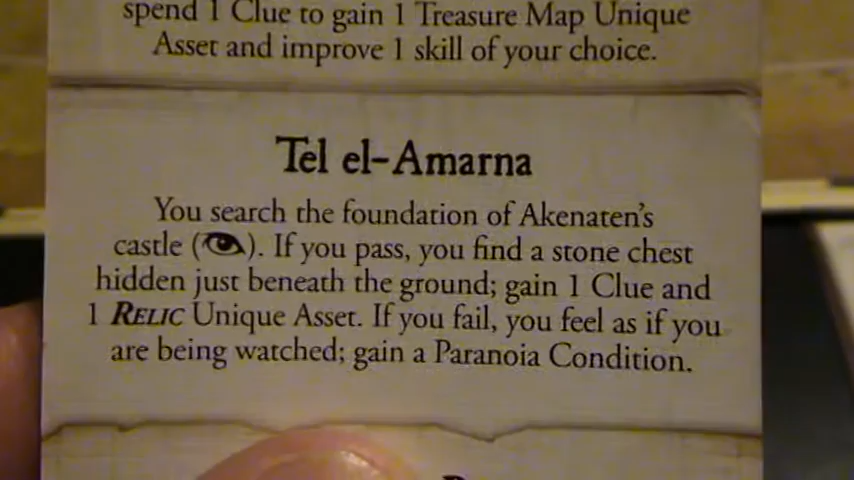 spend 1 Clue to gain 1 Treasure Map Unique
Asset and improve 1 skill of your choice.
Tel el-Amarna
You search the foundation of Akenaten's
castle (). If you pass, you find a stone chest
hidden just beneath the ground; gain 1 Clue and
1 RELIC Unique Asset. If you fail, you feel as if you
are being watched; gain a Paranoia Condition.